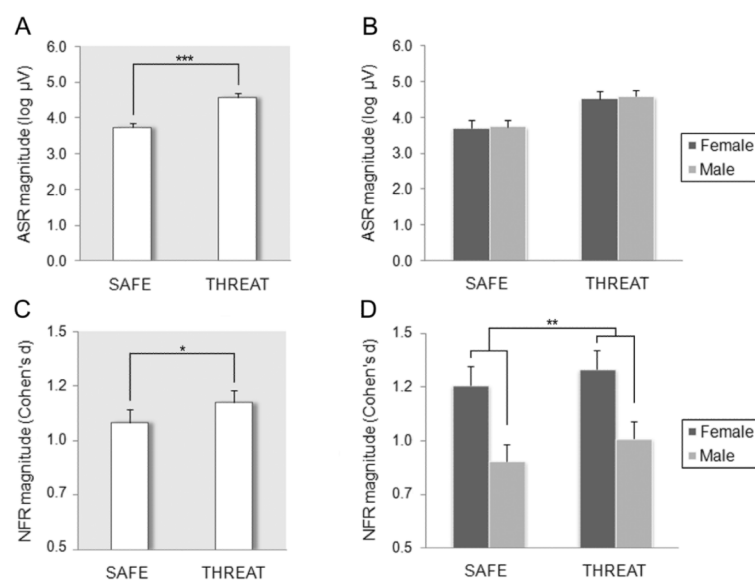 A
ASR magnitude (log µV)
6.0
5.0
4.0
3.0
2.0
1.0
0.0
***
SAFE THREAT
B
ASR magnitude (log µV)
6.0
5.0
4.0
3.0
2.0
1.0
0.0
SAFE THREAT
Female
Male
C
NFR magnitude (Cohen's d)
1.5
1.2
1.0
0.7
0.5
*
SAFE THREAT
D
NFR magnitude (Cohen's d)
1.5
1.2
1.0
0.7
0.5
**
SAFE THREAT
Female
Male